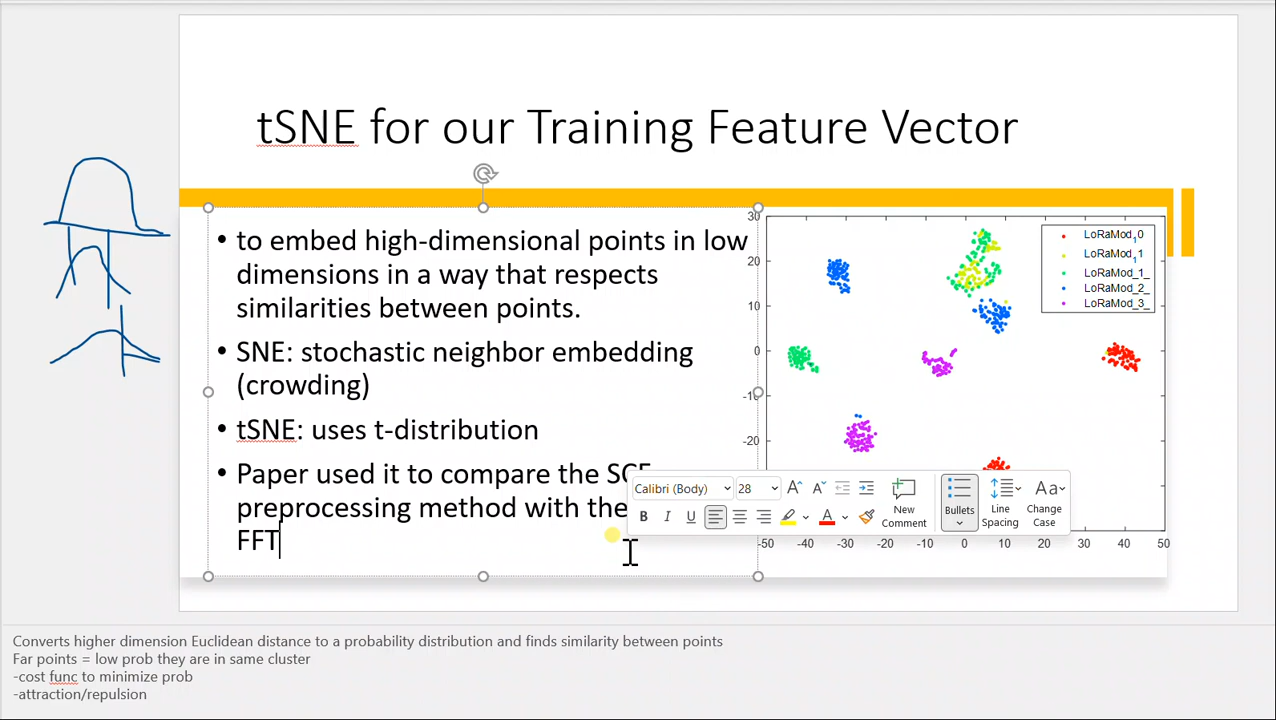 tSNE for our Training Feature Vector
• to embed high-dimensional points in low
dimensions in a way that respects
similarities between points.
• SNE: stochastic neighbor embedding
(crowding)
• tSNE: uses t-distribution
• Paper used it to compare the SCF
preprocessing method with the
FFT
30
20
10
0
-10
-20
-50 -40 -30 -20 -10 0 10 20 30 40 50
LoRaMod_10
LoRaMod_11
LoRaMod_1_
LoRaMod_2_
LoRaMod_3_
Calibri (Body) 28 A A
B I U A
New
Comment
Bullets
Line
Spacing
Aa
Change
Case
Converts higher dimension Euclidean distance to a probability distribution and finds similarity between points
Far points = low prob they are in same cluster
-cost func to minimize prob
-attraction/repulsion